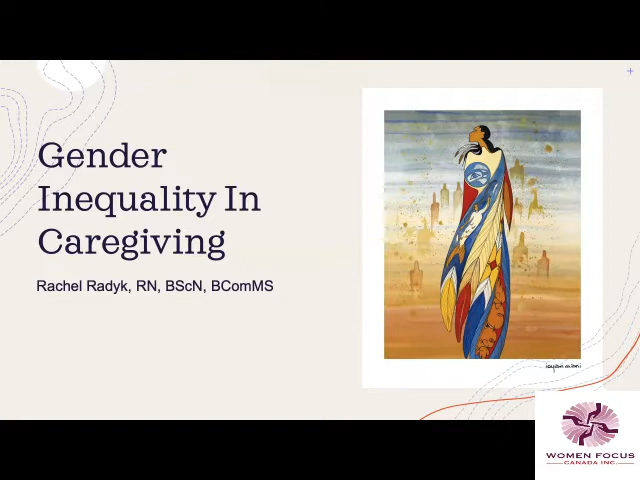 Gender
Inequality In
Caregiving
Rachel Radyk, RN, BScN, BComMS
WOMEN FOCUS
CANADA INC.